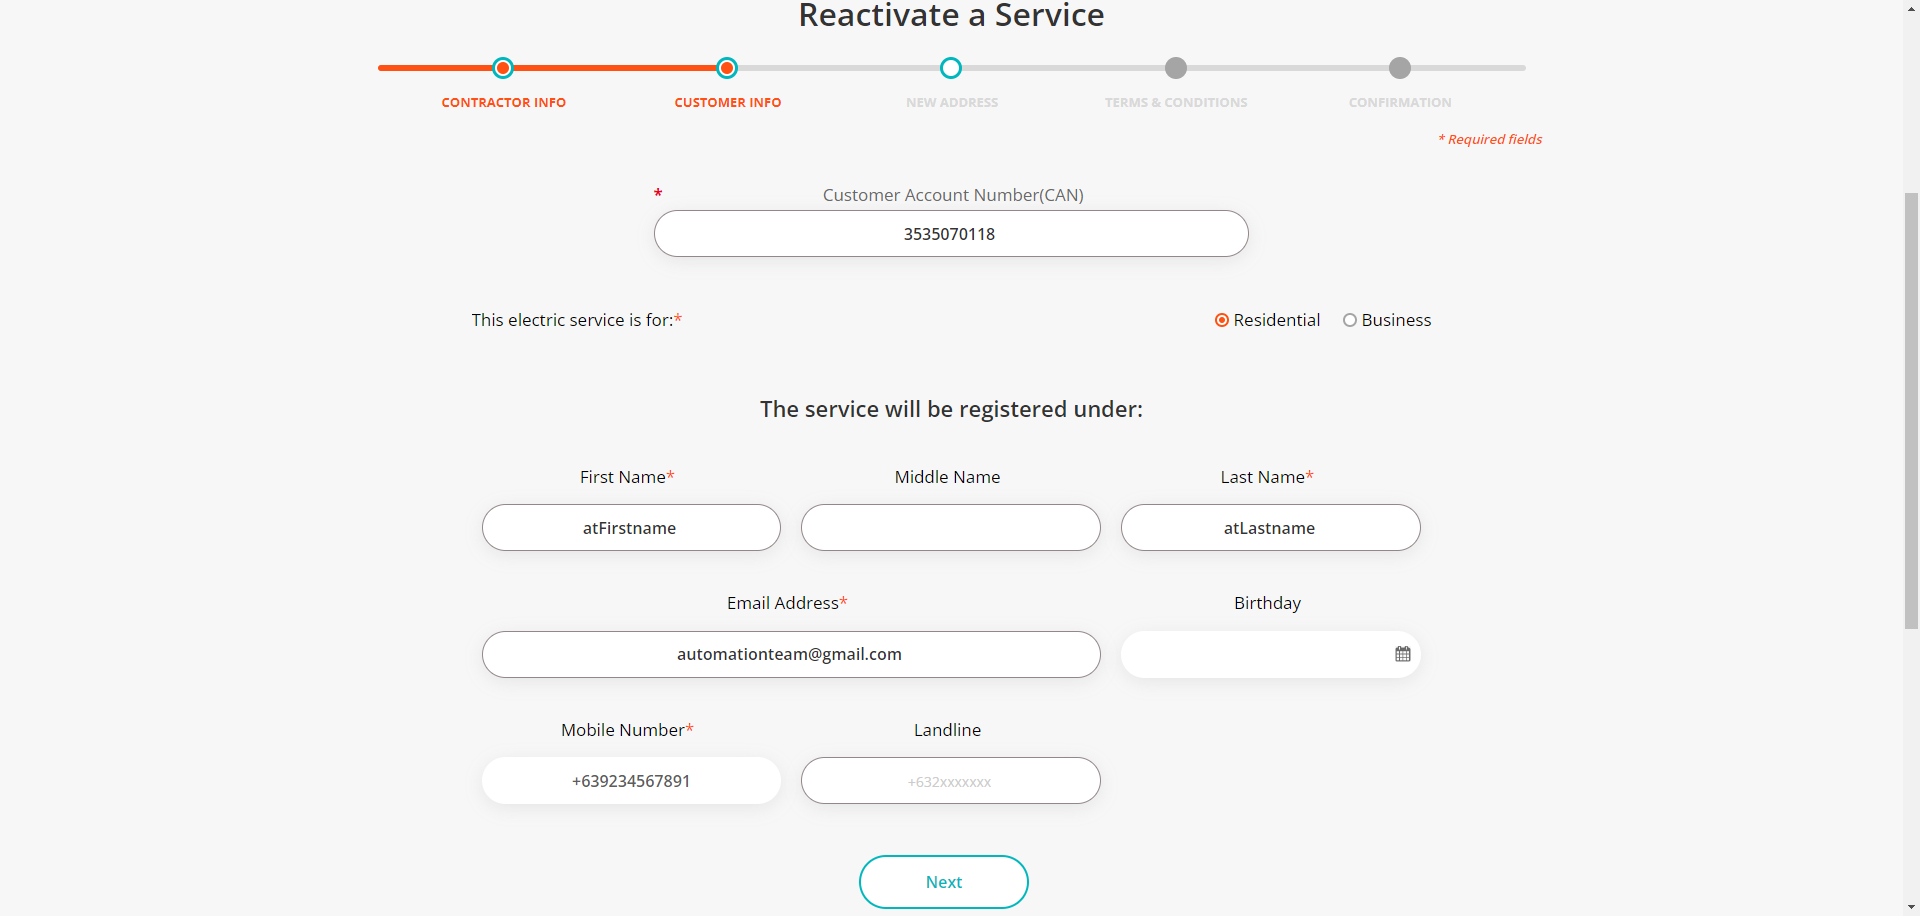 Reactivate a Service
CONTRACTOR INFO
CUSTOMER INFO
NEW ADDRESS
TERMS & CONDITIONS
CONFIRMATION
* Required fields
* Customer Account Number(CAN)
3535070118
This electric service is for:*
Residential
Business
The service will be registered under:
First Name*
Middle Name
Last Name*
atFirstname
atLastname
Email Address*
Birthday
automationteam@gmail.com
Mobile Number*
Landline
+639234567891
+632xxxxxxx
Next